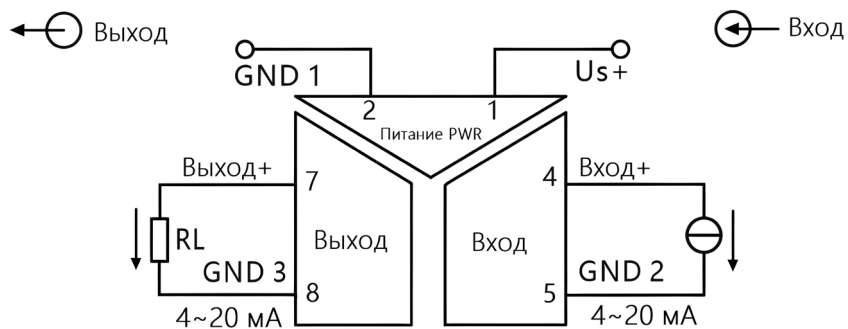 Выход
Вход
GND 1
Us+
2
1
Питание PWR
Выход+
7
4
Вход+
RL
Выход
Вход
GND 3
8
5
GND 2
4~20 мА
4~20 мА